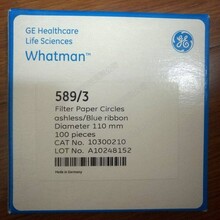 GE Healthcare
Life Sciences
Whatman™
589/3
Filter Paper Circles
ashless/Blue ribbon
Diameter 110 mm
100 pieces
CAT No. 10300210
LOT No. A10248152
Made in Germany